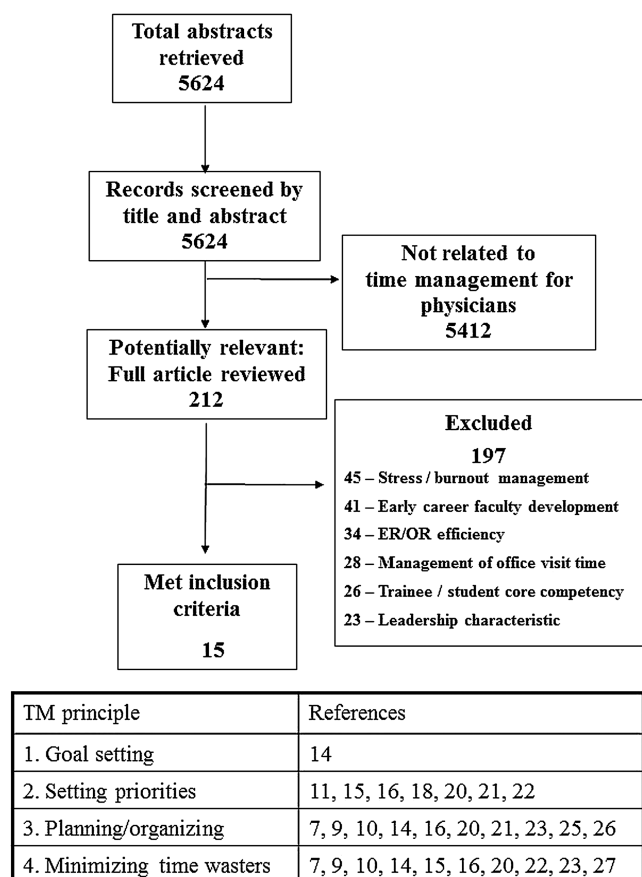 Total abstracts
retrieved
5624
Records screened by
title and abstract
5624
Not related to
time management for
physicians
5412
Potentially relevant:
Full article reviewed
212
Excluded
197
45 – Stress / burnout management
41 – Early career faculty development
34 – ER/OR efficiency
28 – Management of office visit time
26 – Trainee / student core competency
23 – Leadership characteristic
Met inclusion
criteria
15
TM principle References
1. Goal setting 14
2. Setting priorities 11, 15, 16, 18, 20, 21, 22
3. Planning/organizing 7, 9, 10, 14, 16, 20, 21, 23, 25, 26
4. Minimizing time wasters 7, 9, 10, 14, 15, 16, 20, 22, 23, 27